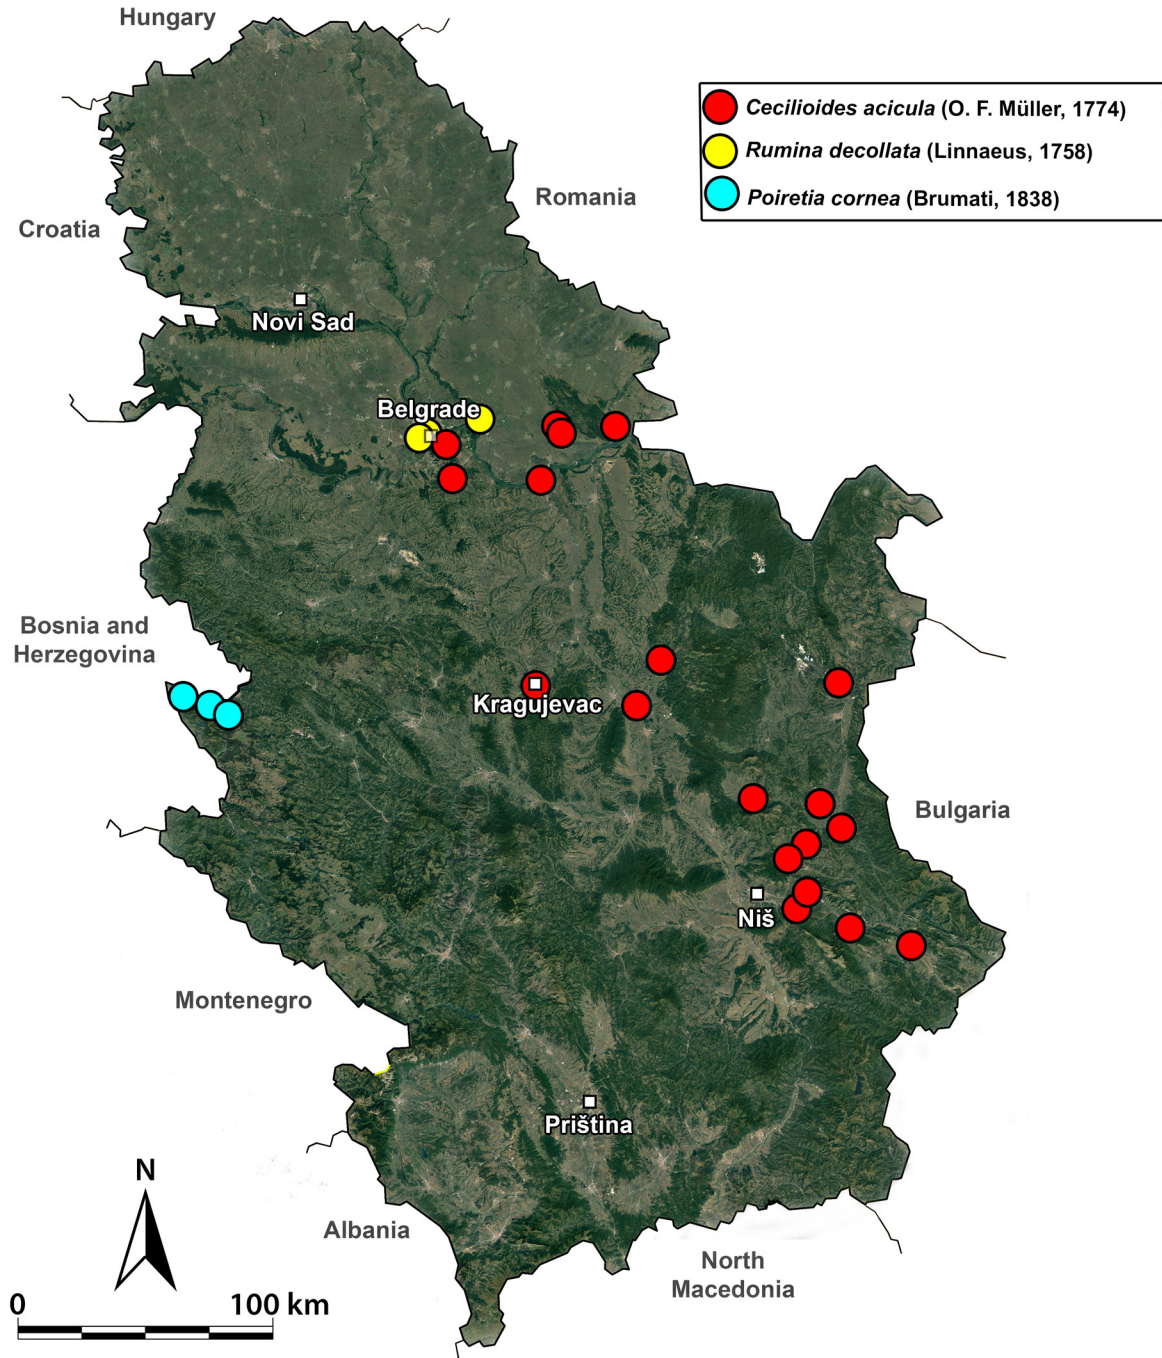 Hungary
Cecilioides acicula (O. F. Müller, 1774)
Rumina decollata (Linnaeus, 1758)
Poiretia cornea (Brumati, 1838)
Romania
Croatia
Novi Sad
Belgrade
Bosnia and
Herzegovina
Kragujevac
Bulgaria
Niš
Montenegro
Priština
N
Albania
North
Macedonia
0
100 km